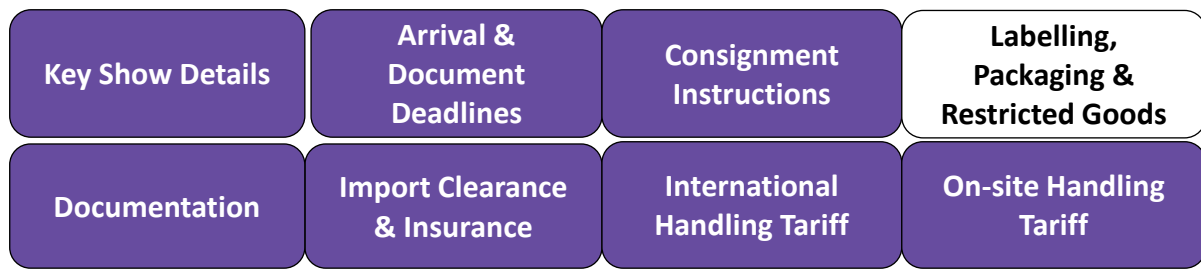 Key Show Details
Arrival &
Document
Deadlines
Consignment
Instructions
Labelling,
Packaging &
Restricted Goods
Documentation
Import Clearance
& Insurance
International
Handling Tariff
On-site Handling
Tariff